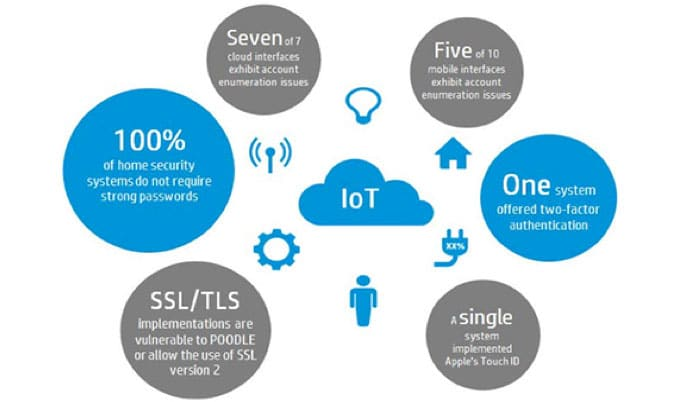 Seven of 7
cloud interfaces
exhibit account
enumeration issues
Five of 10
mobile interfaces
exhibit account
enumeration issues
100%
of home security
systems do not require
strong passwords
IoT
One system
offered two-factor
authentication
XX%
SSL/TLS
implementations are
vulnerable to POODLE
or allow the use of SSL
version 2
A single
system
implemented
Apple's Touch ID